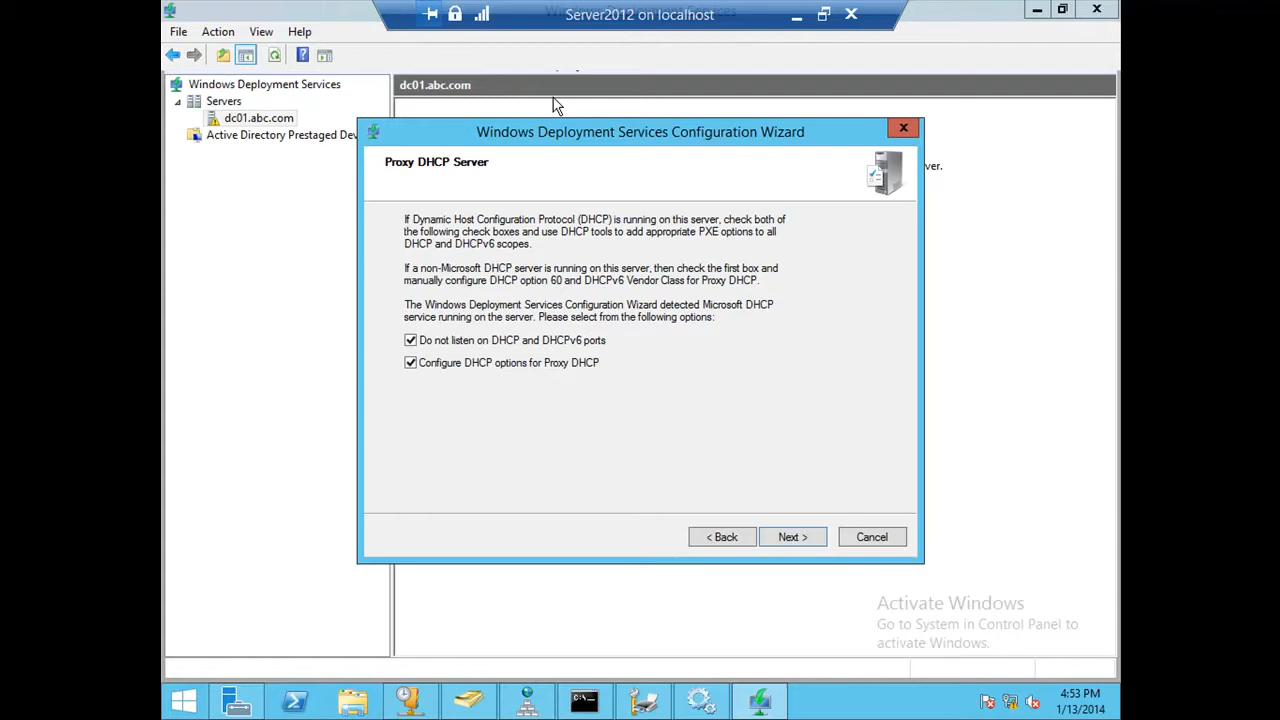 Server2012 on localhost
File Action View Help
Windows Deployment Services
Servers
dc01.abc.com
Active Directory Prestaged Dev
dc01.abc.com
ver.
Windows Deployment Services Configuration Wizard
Proxy DHCP Server
If Dynamic Host Configuration Protocol (DHCP) is running on this server, check both of
the following check boxes and use DHCP tools to add appropriate PXE options to all
DHCP and DHCPv6 scopes.
If a non-Microsoft DHCP server is running on this server, then check the first box and
manually configure DHCP option 60 and DHCPv6 Vendor Class for Proxy DHCP.
The Windows Deployment Services Configuration Wizard detected Microsoft DHCP
service running on the server. Please select from the following options:
Do not listen on DHCP and DHCPv6 ports
Configure DHCP options for Proxy DHCP
< Back Next > Cancel
Activate Windows
Go to System in Control Panel to
activate Windows.
4:53 PM
1/13/2014